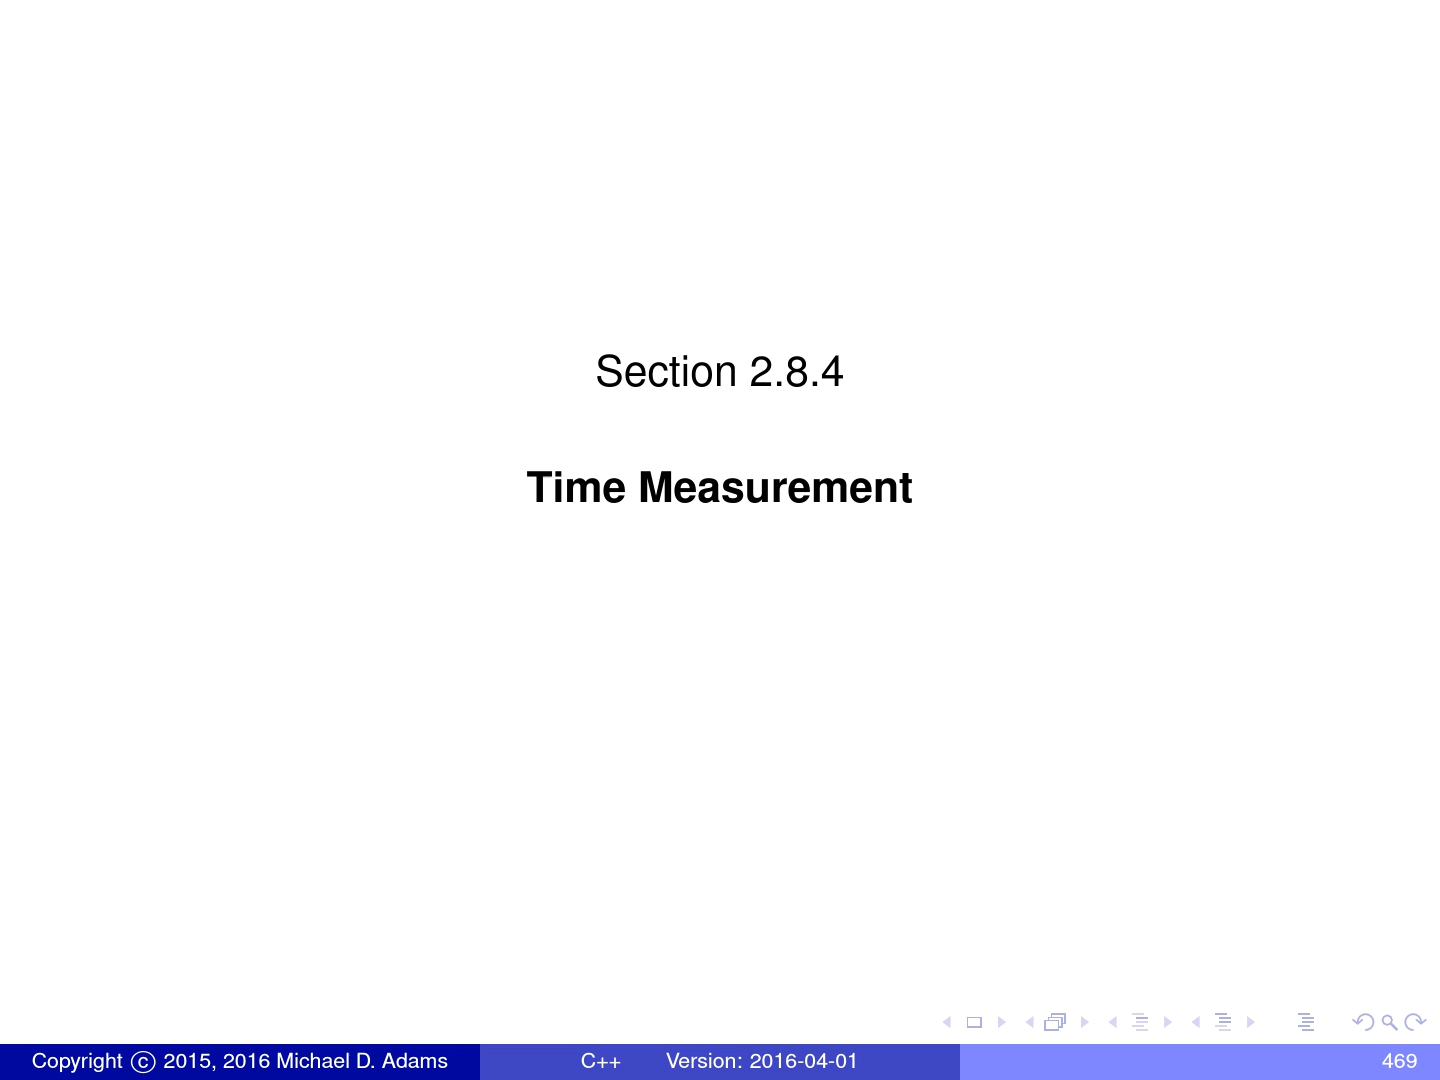 Section 2.8.4
Time Measurement
Copyright © 2015, 2016 Michael D. Adams C++ Version: 2016-04-01 469